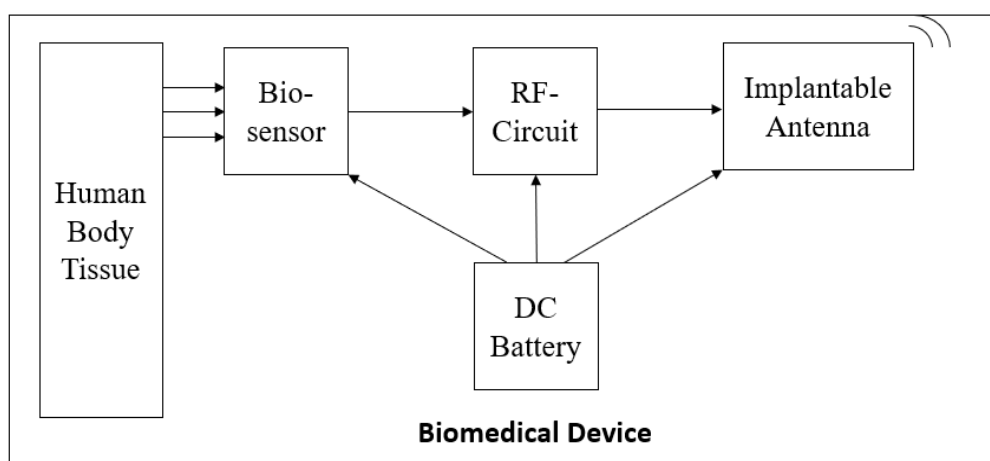 Human
Body
Tissue
Bio-
sensor
RF-
Circuit
Implantable
Antenna
DC
Battery
Biomedical Device